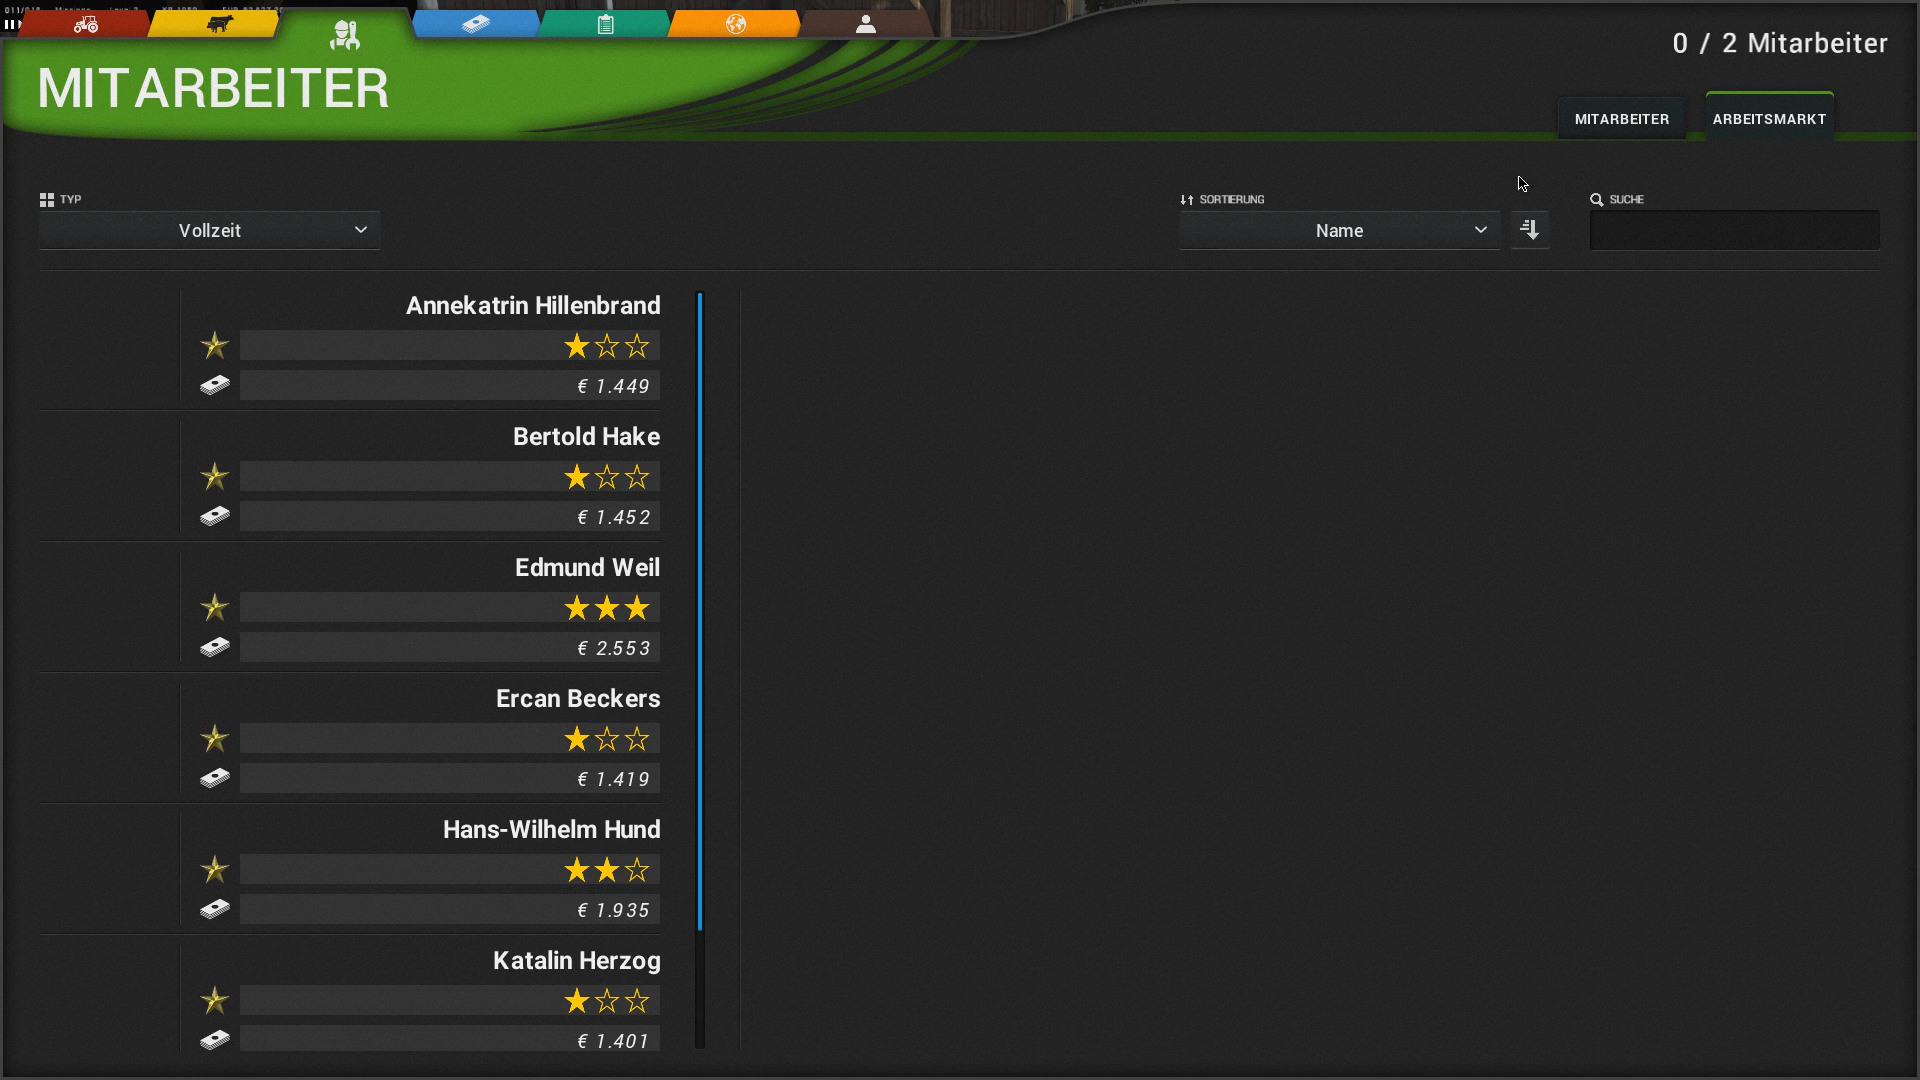 0 / 2 Mitarbeiter
MITARBEITER
MITARBEITER
ARBEITSMARKT
TYP
Vollzeit
SORTIERUNG
Name
SUCHE
Annekatrin Hillenbrand
€ 1.449
Bertold Hake
€ 1.452
Edmund Weil
€ 2.553
Ercan Beckers
€ 1.419
Hans-Wilhelm Hund
€ 1.935
Katalin Herzog
€ 1.401